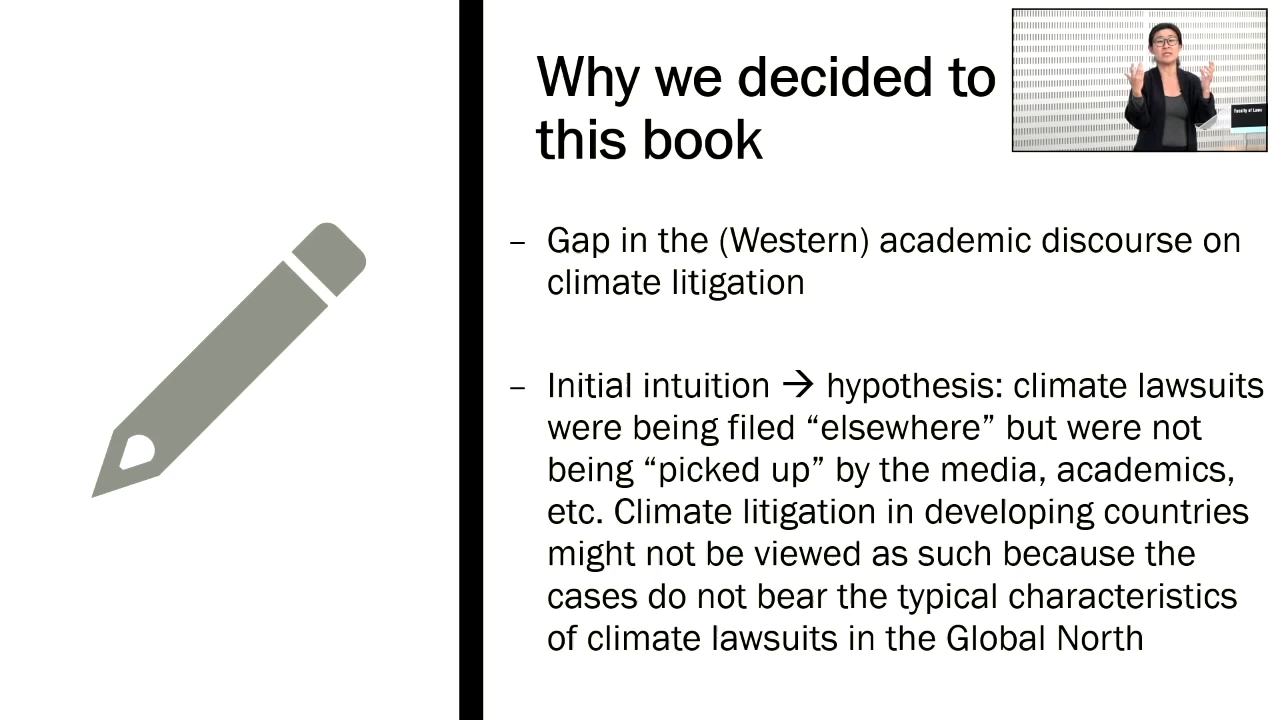 Why we decided to
this book
– Gap in the (Western) academic discourse on
climate litigation
– Initial intuition → hypothesis: climate lawsuits
were being filed “elsewhere” but were not
being “picked up” by the media, academics,
etc. Climate litigation in developing countries
might not be viewed as such because the
cases do not bear the typical characteristics
of climate lawsuits in the Global North
Faculty of Laws